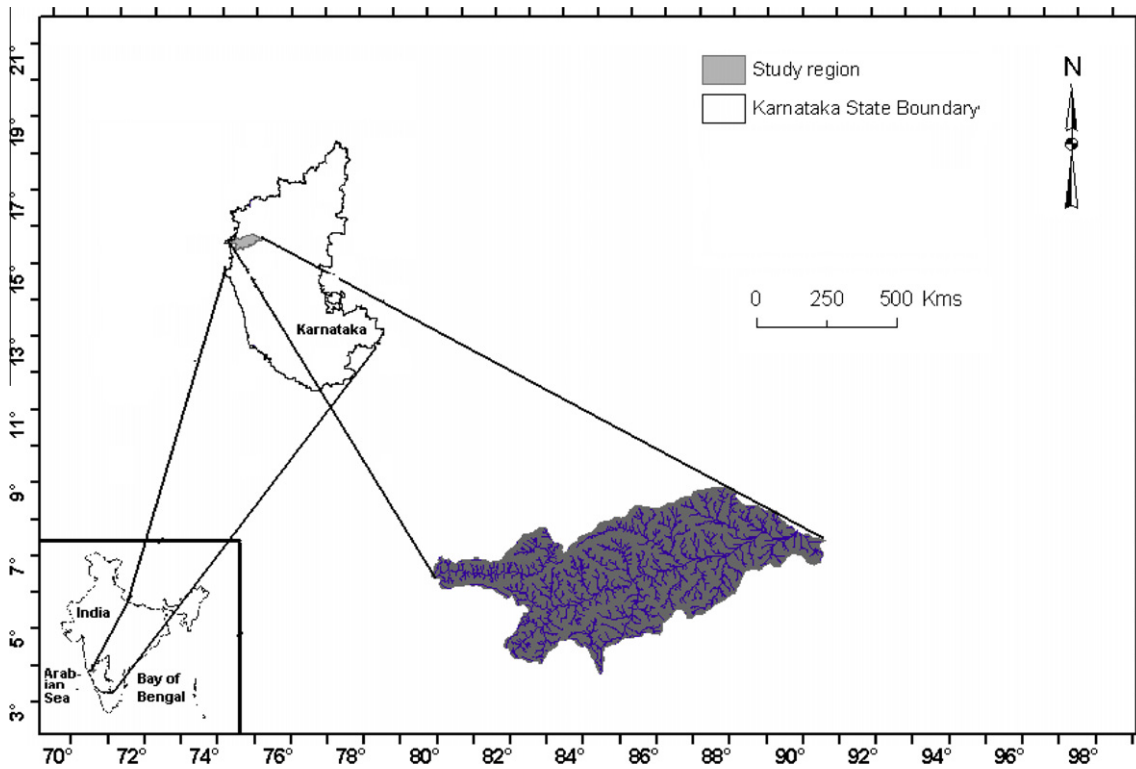 Study region
Karnataka State Boundary
N
0 250 500 Kms
Karnataka
India
Arab-
ian
Sea
Bay of
Bengal
21°
19°
17°
15°
13°
11°
9°
7°
5°
3°
70° 72° 74° 76° 78° 80° 82° 84° 86° 88° 90° 92° 94° 96° 98°